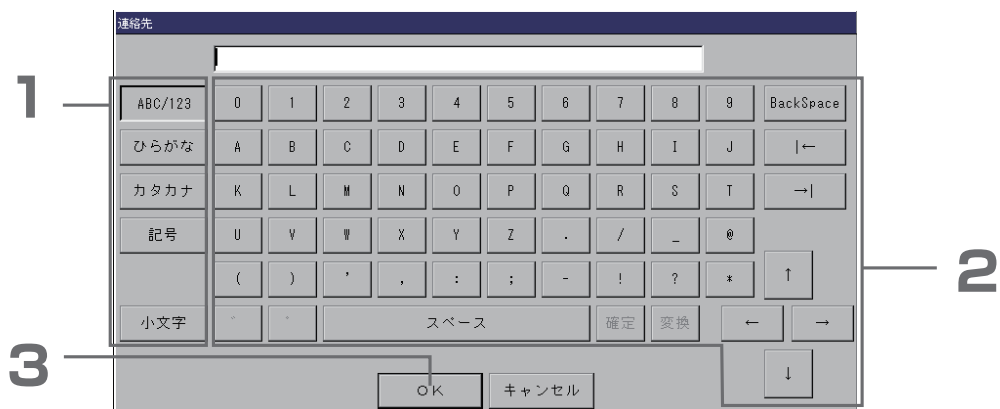 連絡先
1
ABC/123 0 1 2 3 4 5 6 7 8 9 BackSpace
ひらがな A B C D E F G H I J |←
カタカナ K L M N O P Q R S T →|
記号 U V W X Y Z . / _ @
( ) ' , : ; - ! ? * ↑
2
小文字 ゛ ゜ スペース 確定 変換 ← →
3
OK キャンセル ↓